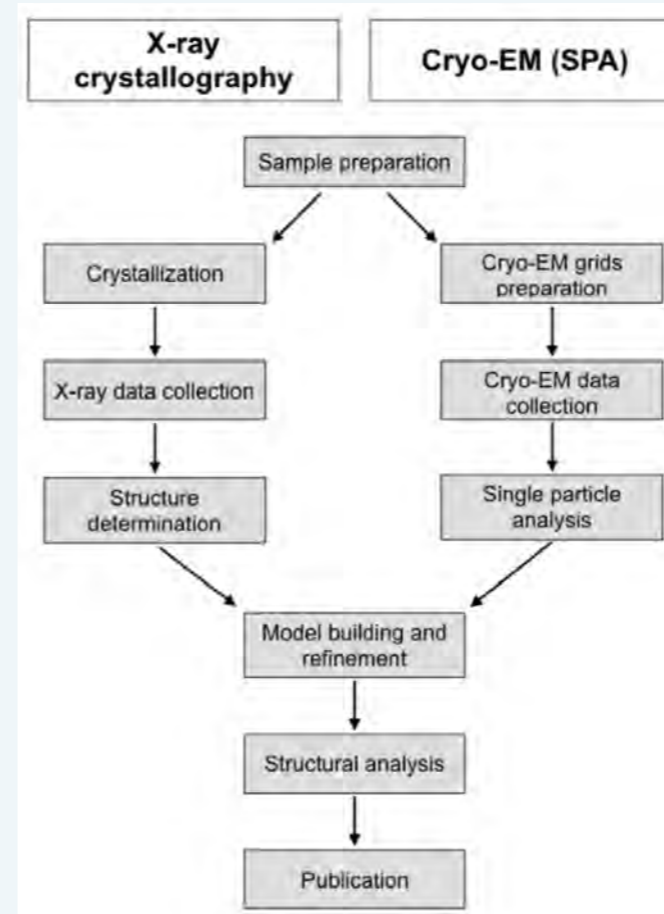 X-ray
crystallography
Cryo-EM (SPA)
Sample preparation
Crystallization
Cryo-EM grids
preparation
X-ray data collection
Cryo-EM data
collection
Structure
determination
Single particle
analysis
Model building and
refinement
Structural analysis
Publication